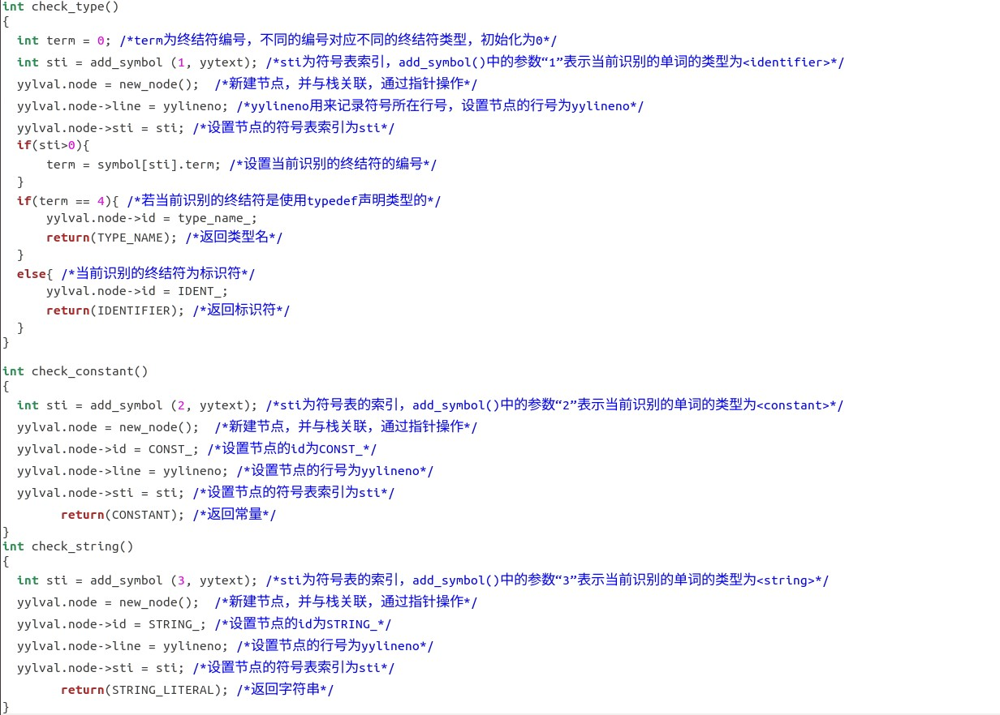 int check_type()
{
  int term = 0; /*term为终结符编号，不同的编号对应不同的终结符类型，初始化为0*/
  int sti = add_symbol (1, yytext); /*sti为符号表索引，add_symbol()中的参数“1”表示当前识别的单词的类型为<identifier>*/
  yylval.node = new_node();  /*新建节点，并与栈关联，通过指针操作*/
  yylval.node->line = yylineno; /*yylineno用来记录符号所在行号，设置节点的行号为yylineno*/
  yylval.node->sti = sti; /*设置节点的符号表索引为sti*/
  if(sti>0){
      term = symbol[sti].term; /*设置当前识别的终结符的编号*/
  }
  if(term == 4){ /*若当前识别的终结符是使用typedef声明类型的*/
      yylval.node->id = type_name_;
      return(TYPE_NAME); /*返回类型名*/
  }
  else{ /*当前识别的终结符为标识符*/
      yylval.node->id = IDENT_;
      return(IDENTIFIER); /*返回标识符*/
  }
}

int check_constant()
{
  int sti = add_symbol (2, yytext); /*sti为符号表的索引，add_symbol()中的参数“2”表示当前识别的单词的类型为<constant>*/
  yylval.node = new_node();  /*新建节点，并与栈关联，通过指针操作*/
  yylval.node->id = CONST_; /*设置节点的id为CONST_*/
  yylval.node->line = yylineno; /*设置节点的行号为yylineno*/
  yylval.node->sti = sti; /*设置节点的符号表索引为sti*/
        return(CONSTANT); /*返回常量*/
}
int check_string()
{
  int sti = add_symbol (3, yytext); /*sti为符号表的索引，add_symbol()中的参数“3”表示当前识别的单词的类型为<string>*/
  yylval.node = new_node();  /*新建节点，并与栈关联，通过指针操作*/
  yylval.node->id = STRING_; /*设置节点的id为STRING_*/
  yylval.node->line = yylineno; /*设置节点的行号为yylineno*/
  yylval.node->sti = sti; /*设置节点的符号表索引为sti*/
        return(STRING_LITERAL); /*返回字符串*/
}